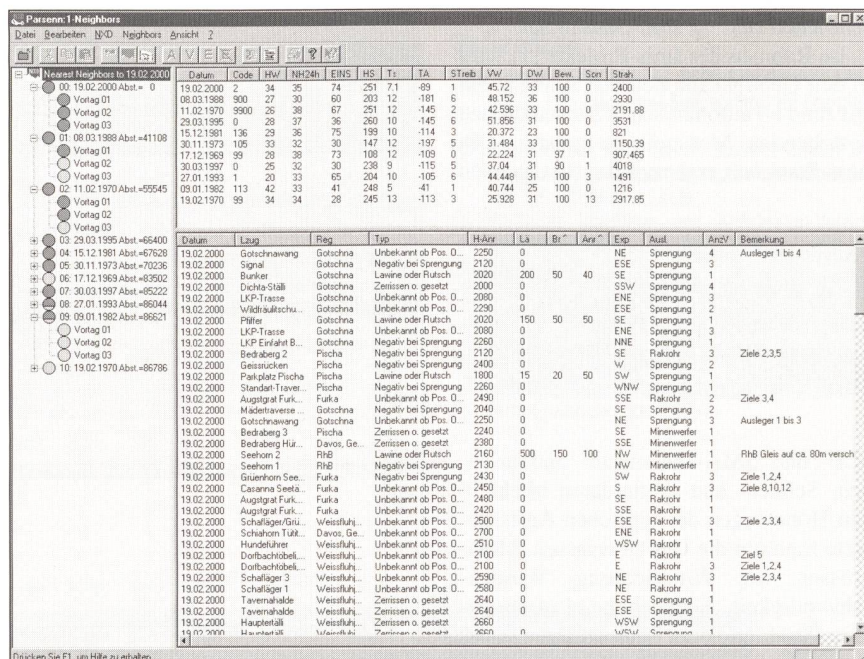 Parsenn:1-Neighbors
Datei Bearbeiten NXD Neighbors Ansicht ?
Nearest Neighbors to 19.02.2000
00: 19.02.2000 Abst.= 0
Vortag 01
Vortag 02
Vortag 03
01: 08.03.1988 Abst.=41108
Vortag 01
Vortag 02
Vortag 03
02: 11.02.1970 Abst.=55545
Vortag 01
Vortag 02
Vortag 03
03: 29.03.1995 Abst.=66400
04: 15.12.1981 Abst.=67628
05: 30.11.1973 Abst.=70236
06: 17.12.1969 Abst.=83502
07: 30.03.1997 Abst.=85222
08: 27.01.1993 Abst.=86044
09: 09.01.1982 Abst.=86621
Vortag 01
Vortag 02
Vortag 03
10: 19.02.1970 Abst.=86786
Datum Code HW NH24h EINS HS Ts TA STreib VW DW Bew. Son Strah
19.02.2000 2 34 35 74 251 7.1 -89 1 45.72 33 100 0 2400
08.03.1988 900 27 30 60 203 12 -181 6 48.152 36 100 0 2930
11.02.1970 9900 26 38 67 251 12 -145 2 42.596 33 100 0 2191.88
29.03.1995 0 28 37 36 260 10 -145 6 51.856 31 100 0 3531
15.12.1981 136 29 36 75 199 10 -114 3 20.372 23 100 0 821
30.11.1973 105 33 32 30 147 12 -197 5 31.484 33 100 0 1150.39
17.12.1969 99 28 38 73 108 12 -109 0 22.224 31 97 1 907.465
30.03.1997 0 25 32 30 238 9 -115 5 37.04 31 90 1 4018
27.01.1993 1 20 33 65 204 10 -105 6 44.448 31 100 0 1491
09.01.1982 113 42 33 41 248 5 -41 1 40.744 25 100 0 1216
19.02.1970 99 34 34 28 245 13 -113 3 25.928 31 100 13 2917.85
Datum Lzug Reg Typ H-Anr Lä Br^ Anr^ Exp Ausl. AnzV Bemerkung
19.02.2000 Gotschnawang Gotschna Unbekannt ob Pos. O... 2250 0 NE Sprengung 4 Ausleger 1 bis 4
19.02.2000 Signal Gotschna Negativ bei Sprengung 2120 0 ESE Sprengung 3
19.02.2000 Bunker Gotschna Lawine oder Rutsch 2020 200 50 40 SE Sprengung 1
19.02.2000 Dichta-Ställi Gotschna Zerrissen o. gesetzt 2000 0 SSW Sprengung 4
19.02.2000 LKP-Trasse Gotschna Unbekannt ob Pos. O... 2080 0 ENE Sprengung 3
19.02.2000 Wildfräulitschu... Gotschna Unbekannt ob Pos. O... 2290 0 ESE Sprengung 2
19.02.2000 Pfiffer Gotschna Lawine oder Rutsch 2020 150 50 50 SE Sprengung 1
19.02.2000 LKP-Trasse Gotschna Unbekannt ob Pos. O... 2080 0 ENE Sprengung 3
19.02.2000 LKP Einfahrt B... Gotschna Negativ bei Sprengung 2260 0 NNE Sprengung 1
19.02.2000 Bedraberg 2 Pischa Negativ bei Sprengung 2120 0 SE Rakrohr 3 Ziele 2,3,5
19.02.2000 Geissrücken Pischa Negativ bei Sprengung 2400 0 W Sprengung 2
19.02.2000 Parkplatz Pischa Pischa Lawine oder Rutsch 1800 15 20 50 SW Sprengung 1
19.02.2000 Standart-Traver... Pischa Negativ bei Sprengung 2260 0 WNW Sprengung 1
19.02.2000 Augstgrat Furk... Furka Unbekannt ob Pos. O... 2490 0 SSE Rakrohr 2 Ziele 3,4
19.02.2000 Mädertraverse ... Gotschna Negativ bei Sprengung 2040 0 SE Sprengung 2
19.02.2000 Gotschnawang Gotschna Unbekannt ob Pos. O... 2250 0 NE Sprengung 3 Ausleger 1 bis 3
19.02.2000 Bedraberg 3 Pischa Zerrissen o. gesetzt 2240 0 SE Minenwerfer 1
19.02.2000 Bedraberg Hür... Davos, Ge... Zerrissen o. gesetzt 2380 0 SSE Minenwerfer 1
19.02.2000 Seehorn 2 RhB Lawine oder Rutsch 2160 500 150 100 NW Minenwerfer 1 RhB Gleis auf ca. 80m versch
19.02.2000 Seehorn 1 RhB Negativ bei Sprengung 2130 0 NW Minenwerfer 1
19.02.2000 Grüenhorn See... Furka Negativ bei Sprengung 2430 0 SW Rakrohr 3 Ziele 1,2,4
19.02.2000 Casanna Seetä... Furka Unbekannt ob Pos. O... 2450 0 S Rakrohr 3 Ziele 8,10,12
19.02.2000 Augstgrat Furk... Furka Unbekannt ob Pos. O... 2480 0 SE Rakrohr 1
19.02.2000 Augstgrat Furk... Furka Unbekannt ob Pos. O... 2420 0 SSE Rakrohr 1
19.02.2000 Schafläger/Grü... Weissfluhj... Unbekannt ob Pos. O... 2500 0 ESE Rakrohr 3 Ziele 2,3,4
19.02.2000 Schiahorn Tütit... Davos, Ge... Unbekannt ob Pos. O... 2700 0 ENE Rakrohr 1
19.02.2000 Hundeführer Weissfluhj... Unbekannt ob Pos. O... 2510 0 WSW Rakrohr 1
19.02.2000 Dorfbachtöbeli,... Weissfluhj... Unbekannt ob Pos. O... 2100 0 E Rakrohr 1 Ziel 5
19.02.2000 Dorfbachtöbeli,... Weissfluhj... Unbekannt ob Pos. O... 2100 0 E Rakrohr 3 Ziele 1,2,4
19.02.2000 Schafläger 3 Weissfluhj... Unbekannt ob Pos. O... 2590 0 NE Rakrohr 3 Ziele 2,3,4
19.02.2000 Schafläger 1 Weissfluhj... Unbekannt ob Pos. O... 2580 0 NE Rakrohr 1
19.02.2000 Tavernahalde Weissfluhj... Zerrissen o. gesetzt 2640 0 ESE Sprengung 1
19.02.2000 Tavernahalde Weissfluhj... Zerrissen o. gesetzt 2640 0 ESE Sprengung 1
19.02.2000 Hauptertälli Weissfluhj... Zerrissen o. gesetzt 2660 WSW Sprengung 1
19.02.2000 Hauptertälli Weissfluhj... Zerrissen o. gesetzt 2660 0 WSW Sprengung 1
Drücken Sie F1, um Hilfe zu erhalten.